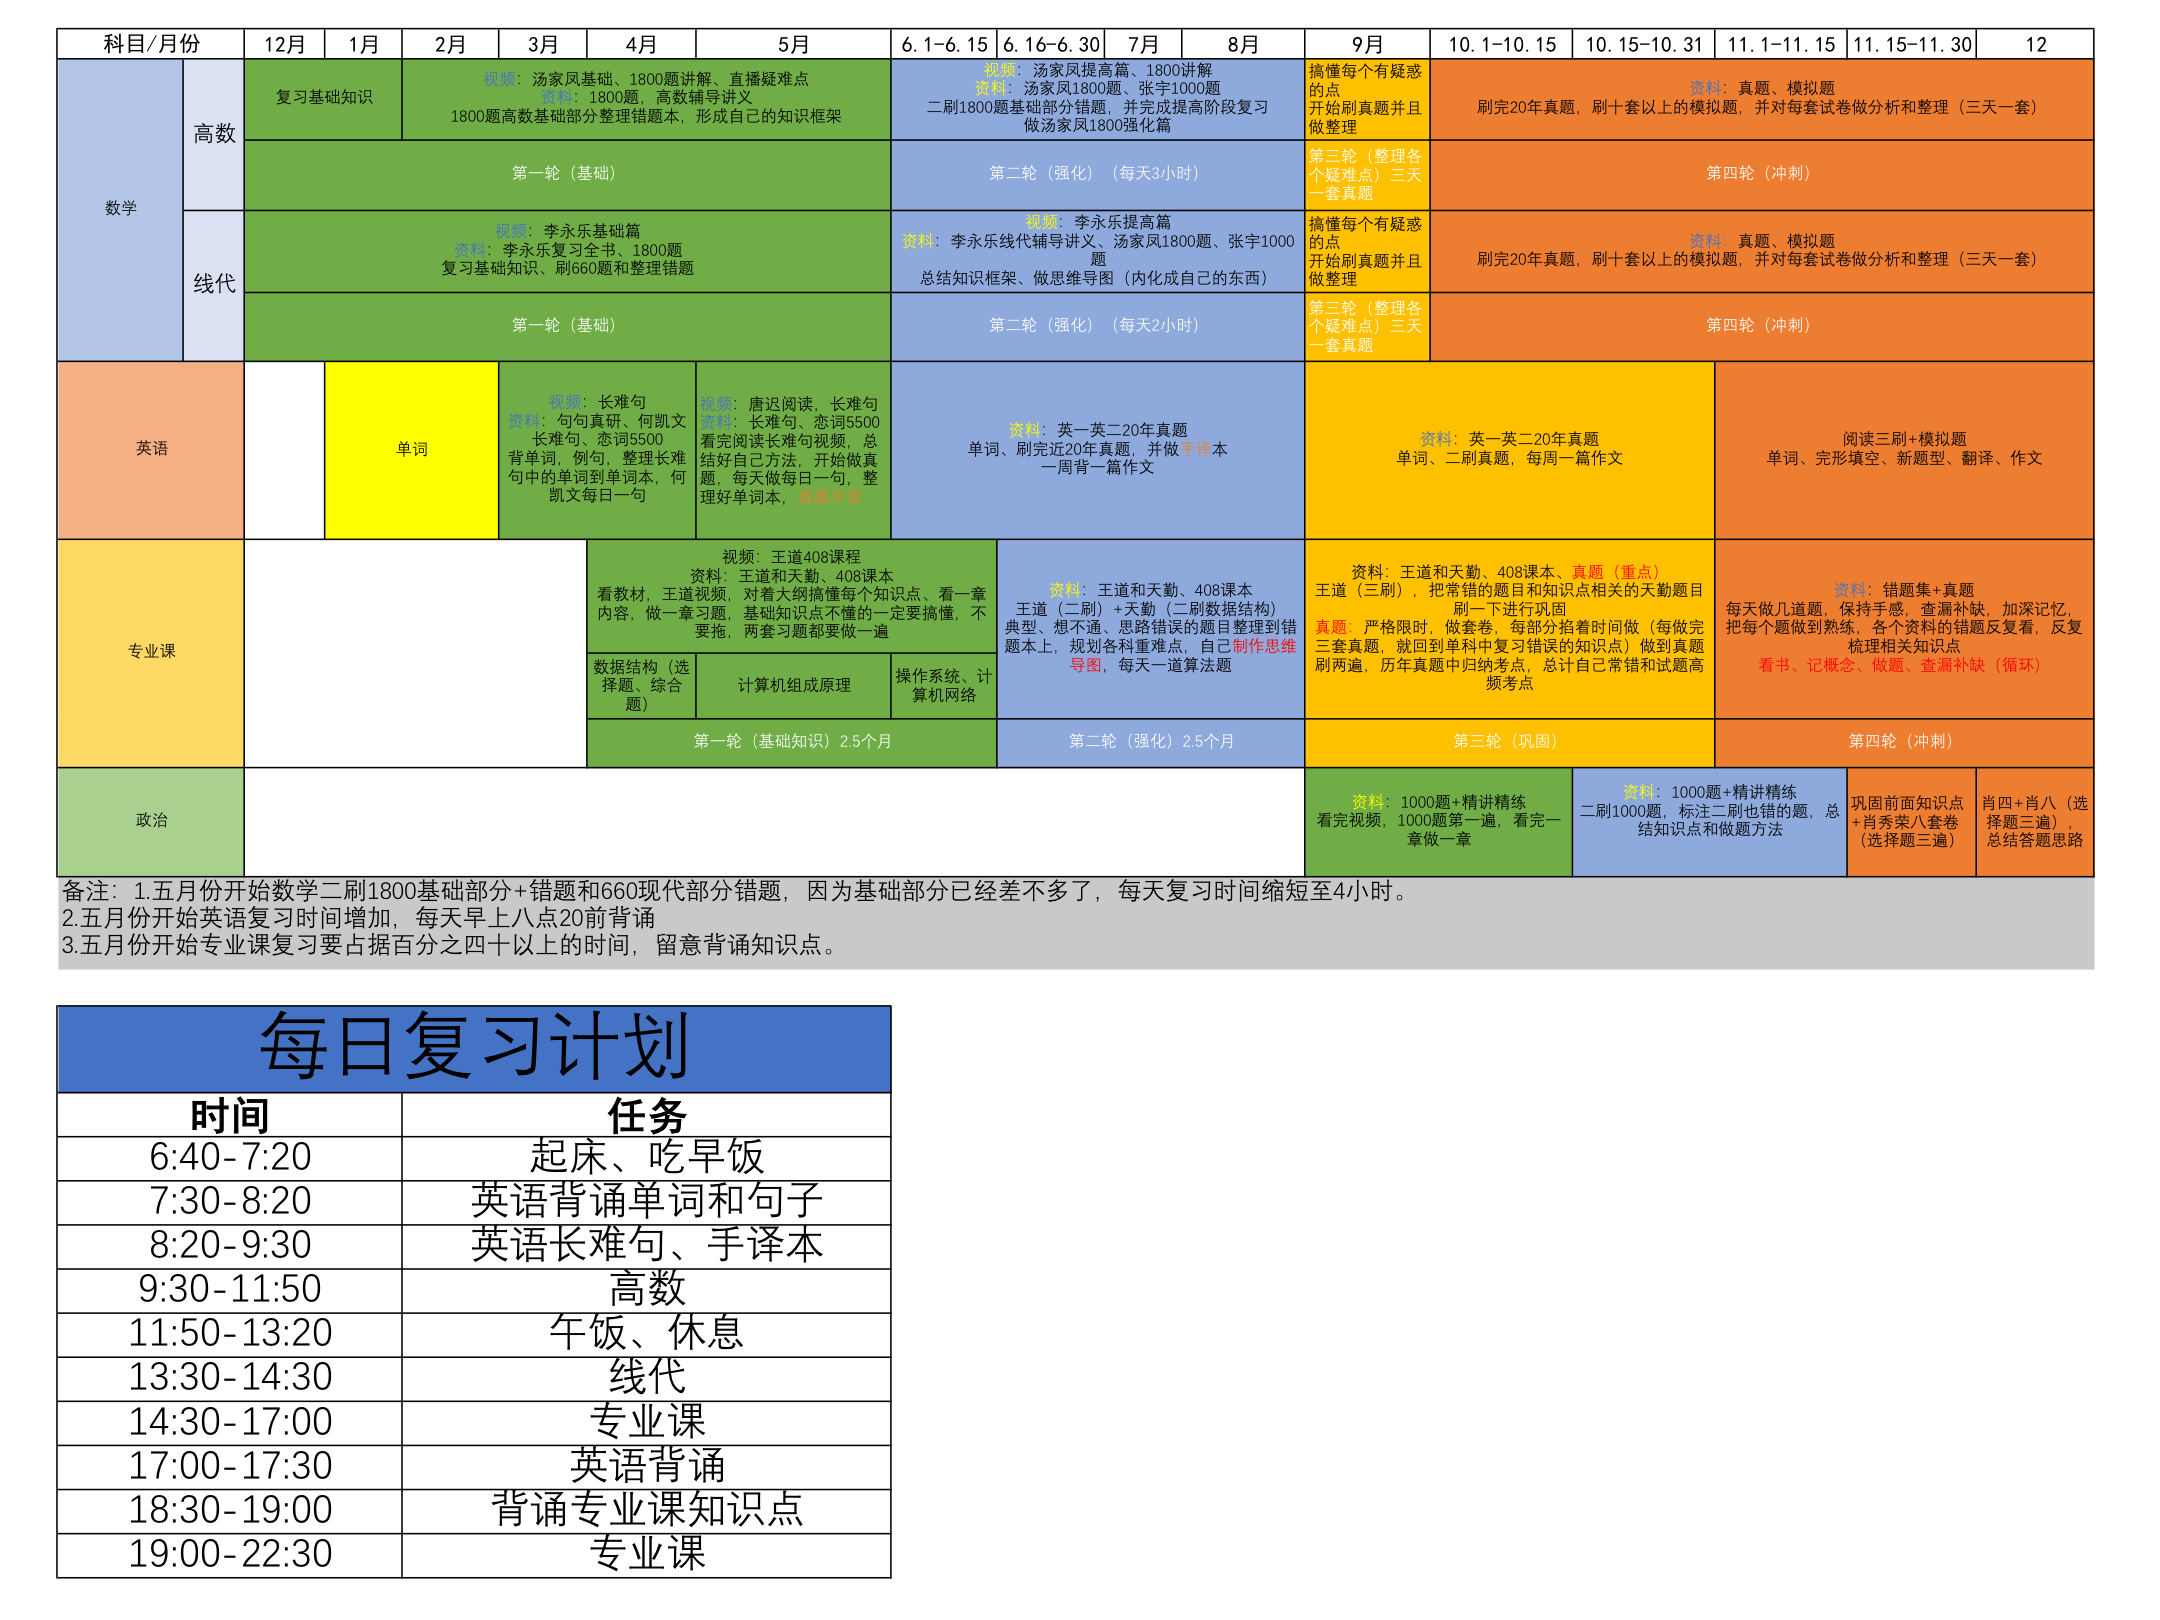 科目/月份
12月
1月
2月
3月
4月
5月
6.1-6.15
6.16-6.30
7月
8月
9月
10.1-10.15
10.15-10.31
11.1-11.15
11.15-11.30
12
数学
高数
复习基础知识
视频：汤家凤基础、1800题讲解、直播疑难点
资料：1800题，高数辅导讲义
1800题高数基础部分整理错题本，形成自己的知识框架
视频：汤家凤提高篇、1800讲解
资料：汤家凤1800题、张宇1000题
二刷1800题基础部分错题，并完成提高阶段复习
做汤家凤1800强化篇
搞懂每个有疑惑
的点
开始刷真题并且
做整理
资料：真题、模拟题
刷完20年真题，刷十套以上的模拟题，并对每套试卷做分析和整理（三天一套）
第一轮（基础）
第二轮（强化）（每天3小时）
第三轮（整理各
个疑难点）三天
一套真题
第四轮（冲刺）
线代
视频：李永乐基础篇
资料：李永乐复习全书、1800题
复习基础知识、刷660题和整理错题
视频：李永乐提高篇
资料：李永乐线代辅导讲义、汤家凤1800题、张宇1000
题
总结知识框架、做思维导图（内化成自己的东西）
搞懂每个有疑惑
的点
开始刷真题并且
做整理
资料：真题、模拟题
刷完20年真题，刷十套以上的模拟题，并对每套试卷做分析和整理（三天一套）
第一轮（基础）
第二轮（强化）（每天2小时）
第三轮（整理各
个疑难点）三天
一套真题
第四轮（冲刺）
英语
单词
视频：长难句
资料：句句真研、何凯文
长难句、恋词5500
背单词，例句，整理长难
句中的单词到单词本，何
凯文每日一句
视频：唐迟阅读，长难句
资料：长难句、恋词5500
看完阅读长难句视频，总
结好自己方法，开始做真
题，每天做每日一句，整
理好单词本，真题手译
资料：英一英二20年真题
单词、刷完近20年真题，并做手译本
一周背一篇作文
资料：英一英二20年真题
单词、二刷真题，每周一篇作文
阅读三刷+模拟题
单词、完形填空、新题型、翻译、作文
专业课
视频：王道408课程
资料：王道和天勤、408课本
看教材，王道视频，对着大纲搞懂每个知识点、看一章
内容，做一章习题，基础知识点不懂的一定要搞懂，不
要拖，两套习题都要做一遍
数据结构（选
择题、综合
题）
计算机组成原理
操作系统、计
算机网络
资料：王道和天勤、408课本
王道（二刷）+天勤（二刷数据结构）
典型、想不通、思路错误的题目整理到错
题本上，规划各科重难点，自己制作思维
导图，每天一道算法题
资料：王道和天勤、408课本、真题（重点）
王道（三刷），把常错的题目和知识点相关的天勤题目
刷一下进行巩固
真题：严格限时，做套卷，每部分掐着时间做（每做完
三套真题，就回到单科中复习错误的知识点）做到真题
刷两遍，历年真题中归纳考点，总计自己常错和试题高
频考点
资料：错题集+真题
每天做几道题，保持手感，查漏补缺，加深记忆，
把每个题做到熟练，各个资料的错题反复看，反复
梳理相关知识点
看书、记概念、做题、查漏补缺（循环）
第一轮（基础知识）2.5个月
第二轮（强化）2.5个月
第三轮（巩固）
第四轮（冲刺）
政治
资料：1000题+精讲精练
看完视频，1000题第一遍，看完一
章做一章
资料：1000题+精讲精练
二刷1000题，标注二刷也错的题，总
结知识点和做题方法
巩固前面知识点
+肖秀荣八套卷
（选择题三遍）
肖四+肖八（选
择题三遍），
总结答题思路
备注：1.五月份开始数学二刷1800基础部分+错题和660现代部分错题，因为基础部分已经差不多了，每天复习时间缩短至4小时。
2.五月份开始英语复习时间增加，每天早上八点20前背诵
3.五月份开始专业课复习要占据百分之四十以上的时间，留意背诵知识点。
每日复习计划
时间
任务
6:40-7:20
起床、吃早饭
7:30-8:20
英语背诵单词和句子
8:20-9:30
英语长难句、手译本
9:30-11:50
高数
11:50-13:20
午饭、休息
13:30-14:30
线代
14:30-17:00
专业课
17:00-17:30
英语背诵
18:30-19:00
背诵专业课知识点
19:00-22:30
专业课